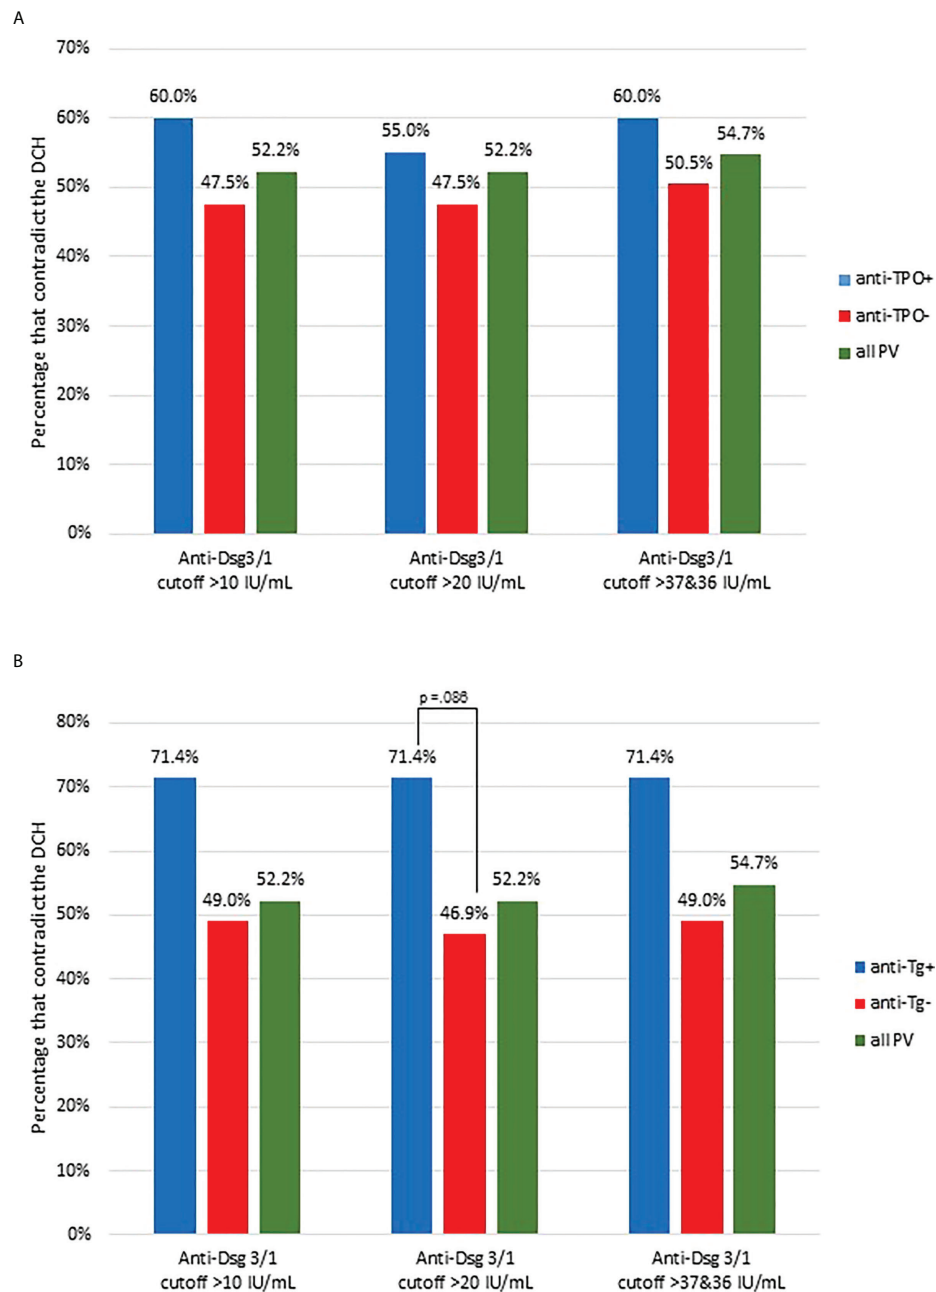 A
70%
60.0%
60.0%
60%
55.0%
54.7%
52.2%
52.2%
50.5%
47.5%
47.5%
50%
40%
30%
20%
10%
0%
Percentage that contradict the DCH
anti-TPO+
anti-TPO-
all PV
Anti-Dsg3/1
cutoff >10 IU/mL
Anti-Dsg3/1
cutoff >20 IU/mL
Anti-Dsg3/1
cutoff >37&36 IU/mL
B
p =.086
80%
71.4%
71.4%
71.4%
70%
60%
54.7%
52.2%
52.2%
49.0%
46.9%
49.0%
50%
40%
30%
20%
10%
0%
Percentage that contradict the DCH
anti-Tg+
anti-Tg-
all PV
Anti-Dsg 3/1
cutoff >10 IU/mL
Anti-Dsg 3/1
cutoff >20 IU/mL
Anti-Dsg 3/1
cutoff >37&36 IU/mL